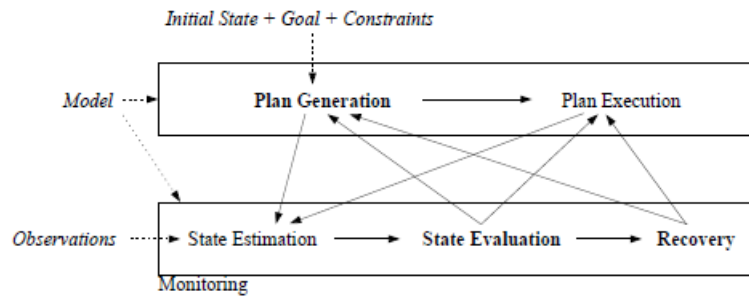 Initial State + Goal + Constraints
Model
Plan Generation
Plan Execution
Observations
State Estimation
State Evaluation
Recovery
Monitoring